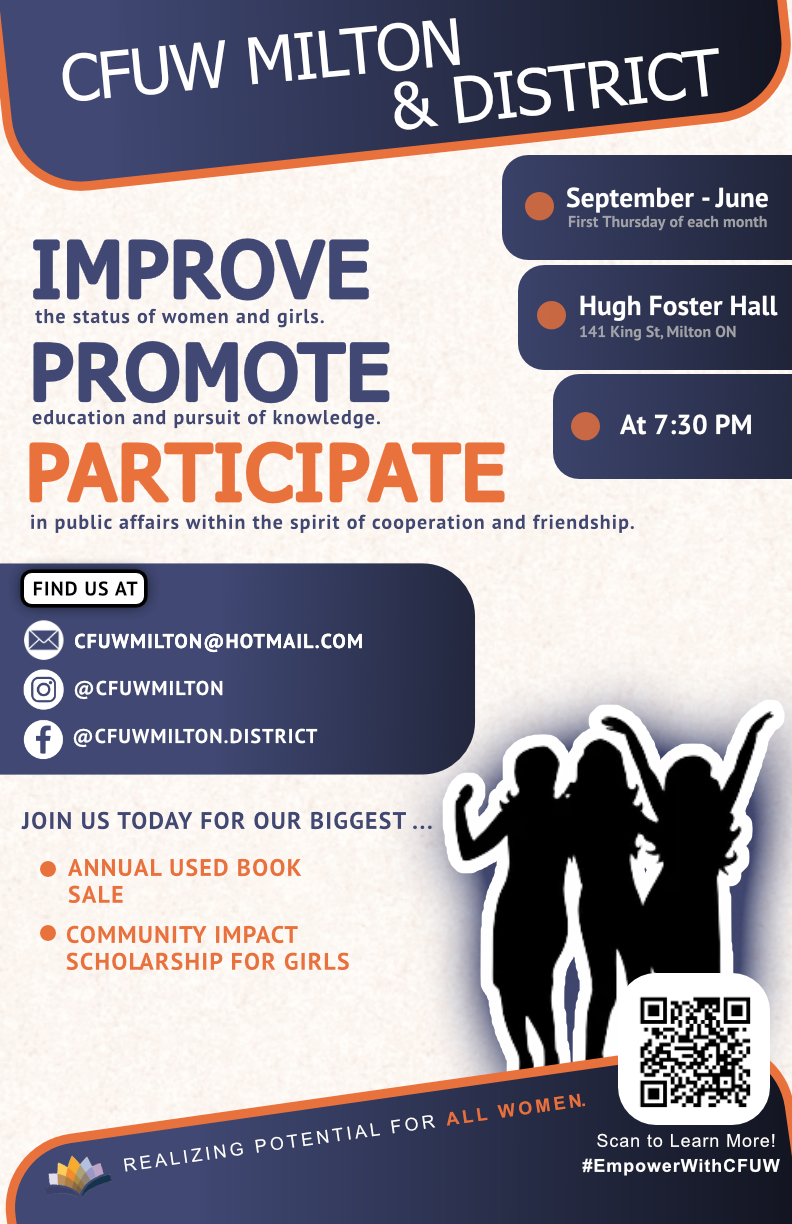 CFUW MILTON
& DISTRICT
September - June
First Thursday of each month
Hugh Foster Hall
141 King St, Milton ON
At 7:30 PM
IMPROVE
the status of women and girls.
PROMOTE
education and pursuit of knowledge.
PARTICIPATE
in public affairs within the spirit of cooperation and friendship.
FIND US AT
CFUWMILTON@HOTMAIL.COM
@CFUWMILTON
@CFUWMILTON.DISTRICT
JOIN US TODAY FOR OUR BIGGEST ...
ANNUAL USED BOOK
SALE
COMMUNITY IMPACT
SCHOLARSHIP FOR GIRLS
REALIZING POTENTIAL FOR ALL WOMEN.
Scan to Learn More!
#EmpowerWithCFUW